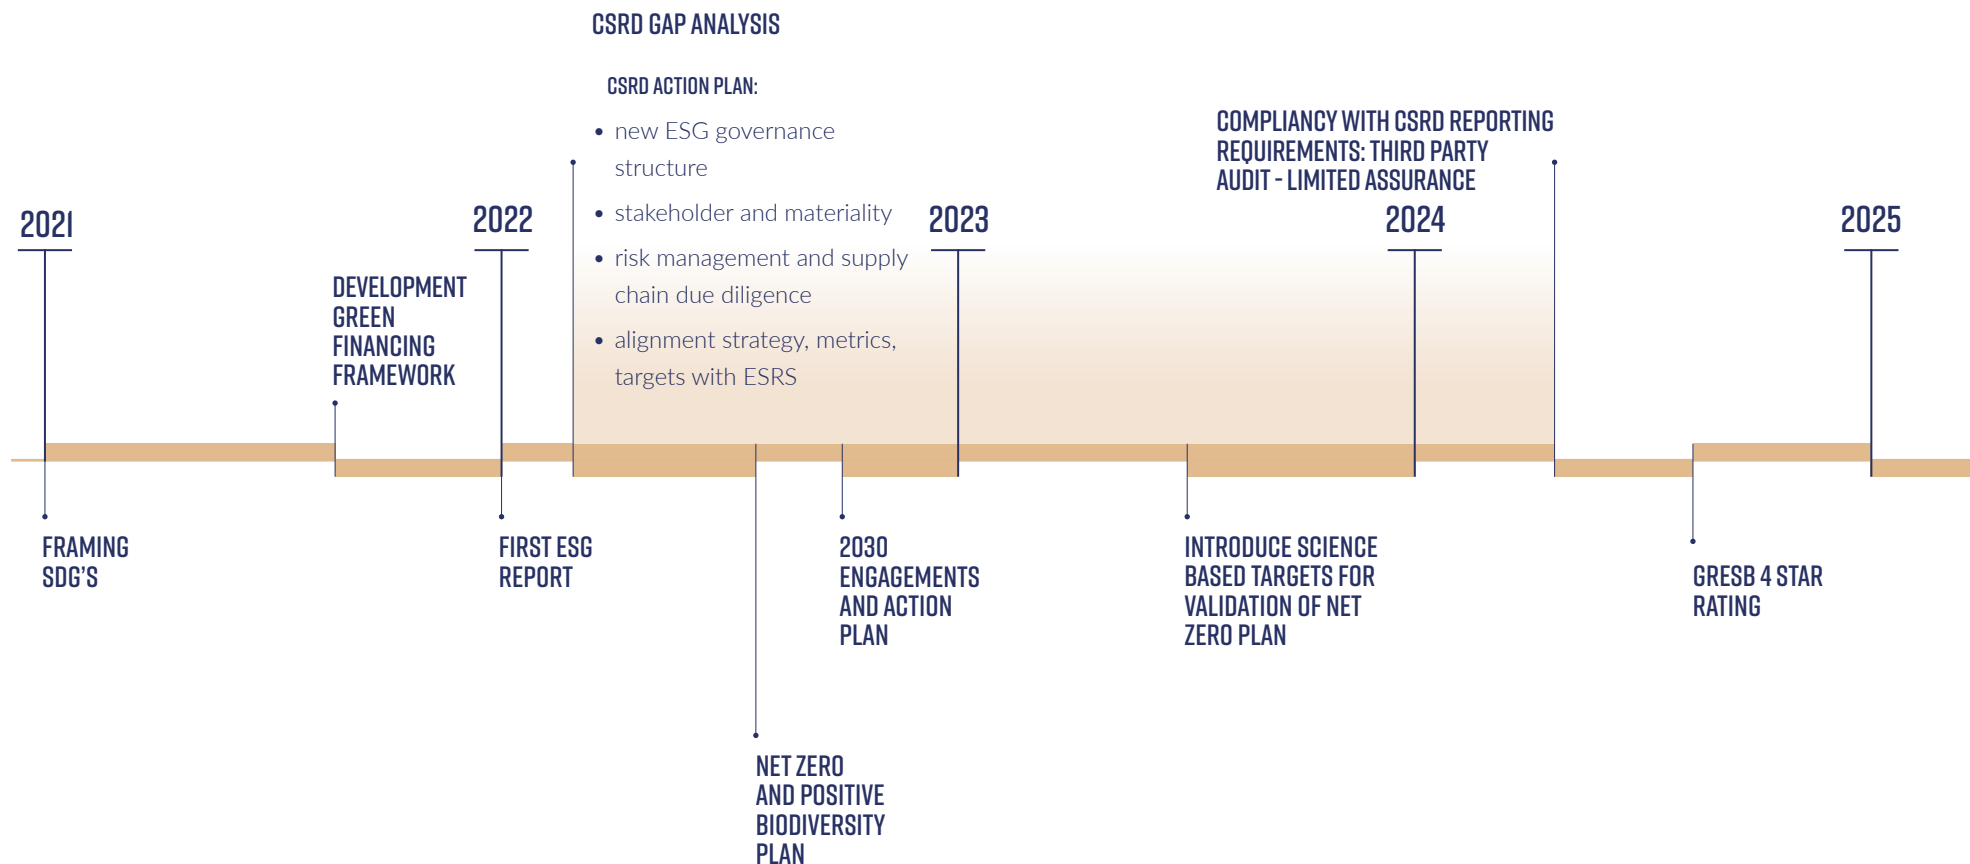 CSRD GAP ANALYSIS
CSRD ACTION PLAN:
• new ESG governance
structure
• stakeholder and materiality
• risk management and supply
chain due diligence
• alignment strategy, metrics,
targets with ESRS
COMPLIANCY WITH CSRD REPORTING
REQUIREMENTS: THIRD PARTY
AUDIT - LIMITED ASSURANCE
2021
2022
2023
2024
2025
DEVELOPMENT
GREEN
FINANCING
FRAMEWORK
FRAMING
SDG'S
FIRST ESG
REPORT
2030
ENGAGEMENTS
AND ACTION
PLAN
INTRODUCE SCIENCE
BASED TARGETS FOR
VALIDATION OF NET
ZERO PLAN
GRESB 4 STAR
RATING
NET ZERO
AND POSITIVE
BIODIVERSITY
PLAN